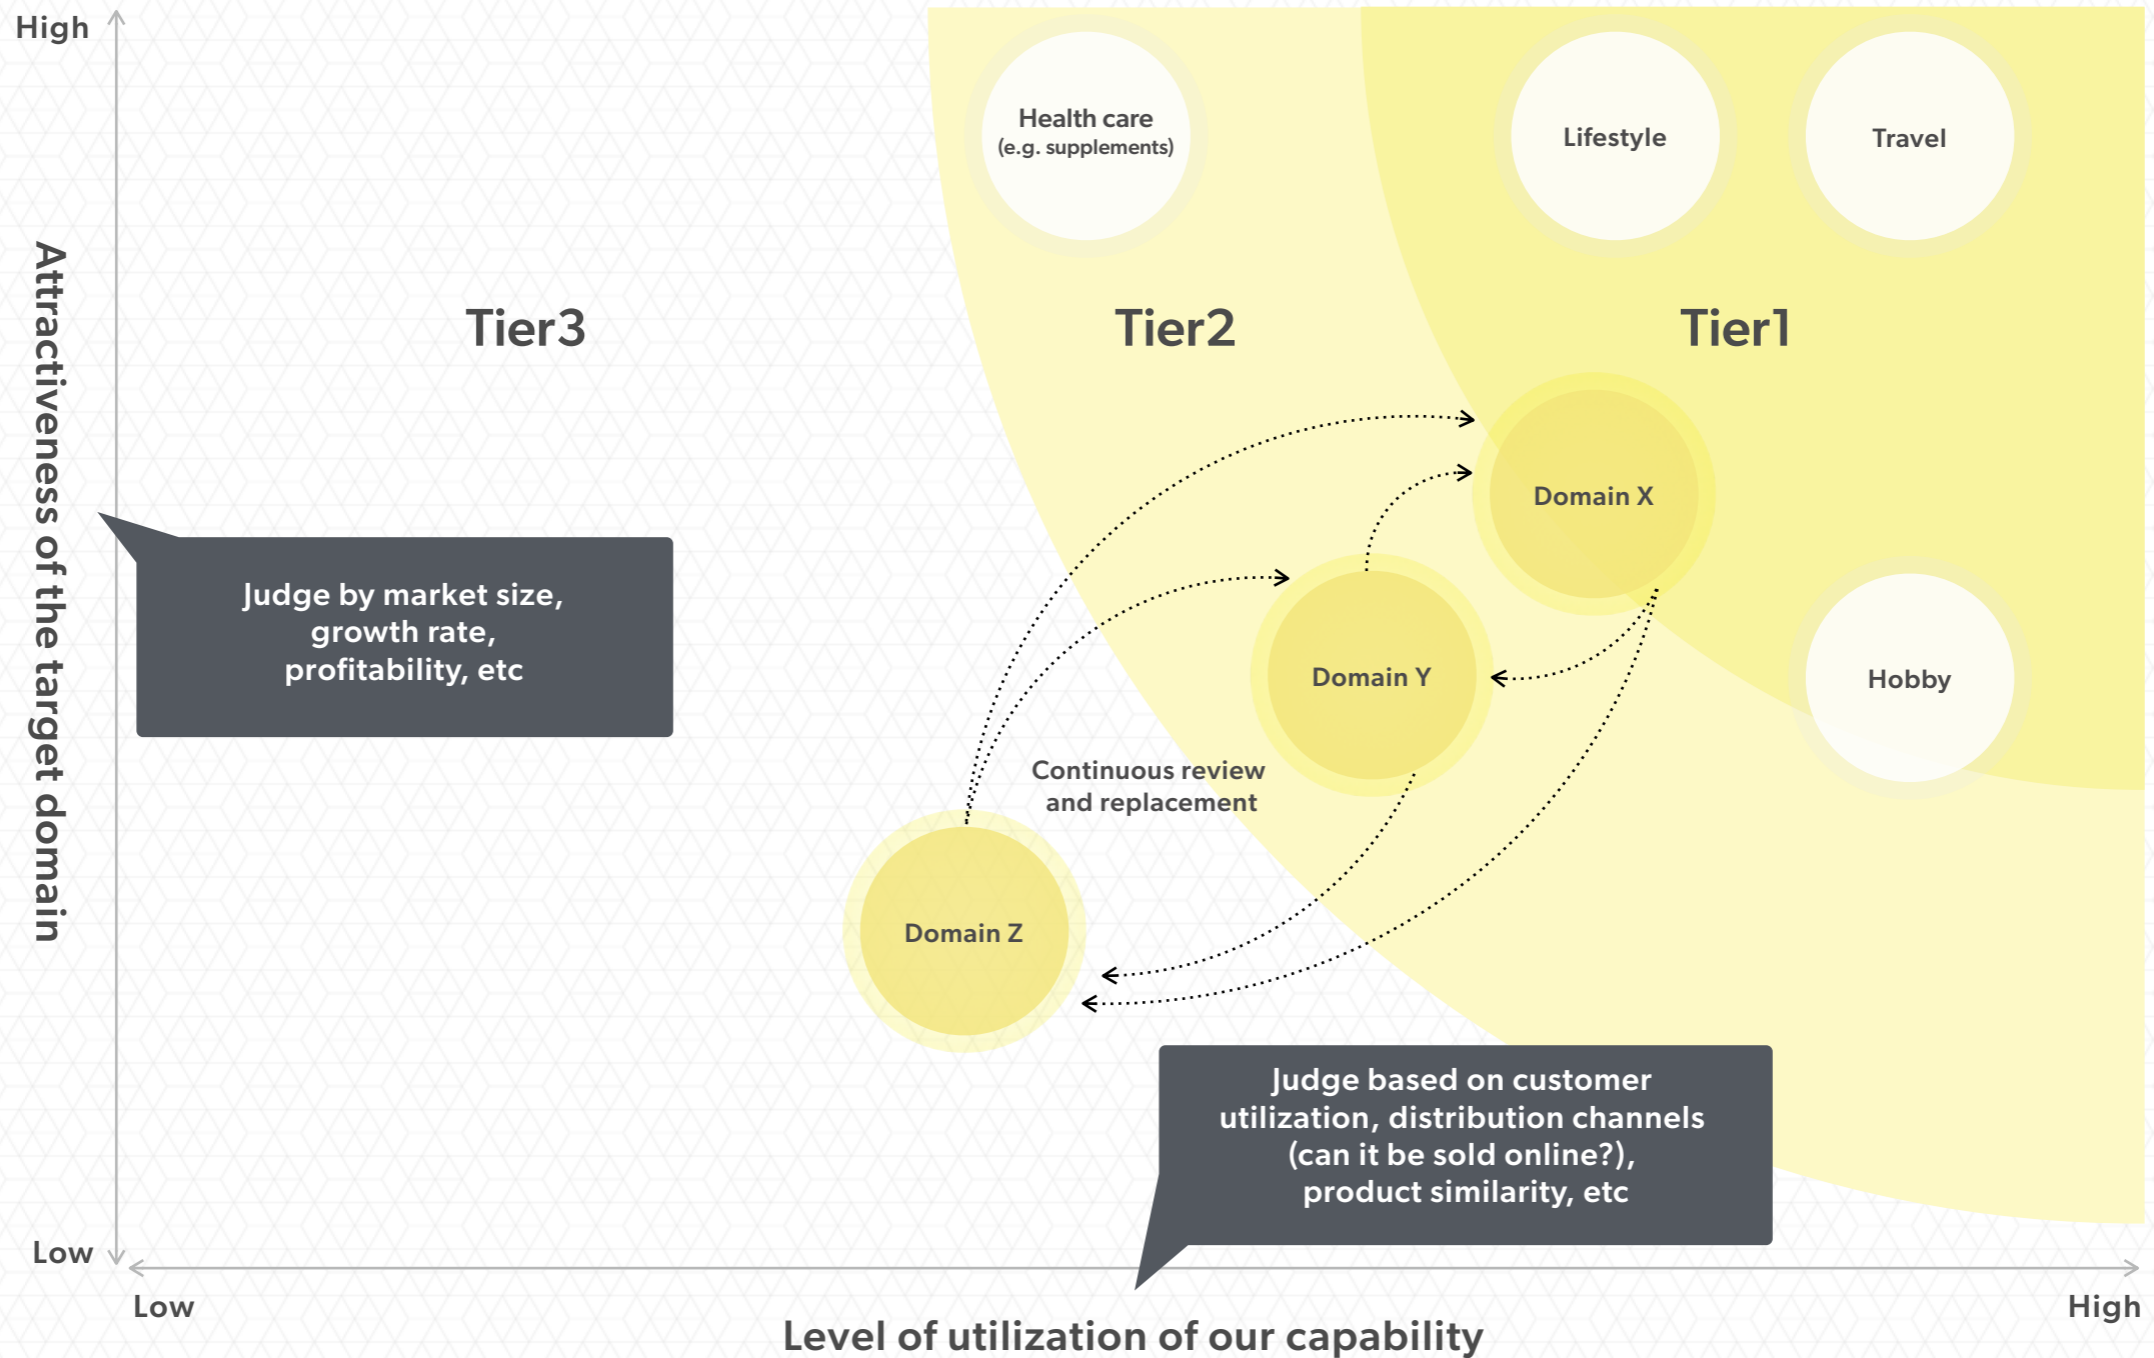 High
Health care
(e.g. supplements)
Lifestyle
Travel
Tier3
Tier2
Tier1
Attractiveness of the target domain
Domain X
Judge by market size,
growth rate,
profitability, etc
Domain Y
Hobby
Continuous review
and replacement
Domain Z
Judge based on customer
utilization, distribution channels
(can it be sold online?),
product similarity, etc
Low
Low
High
Level of utilization of our capability